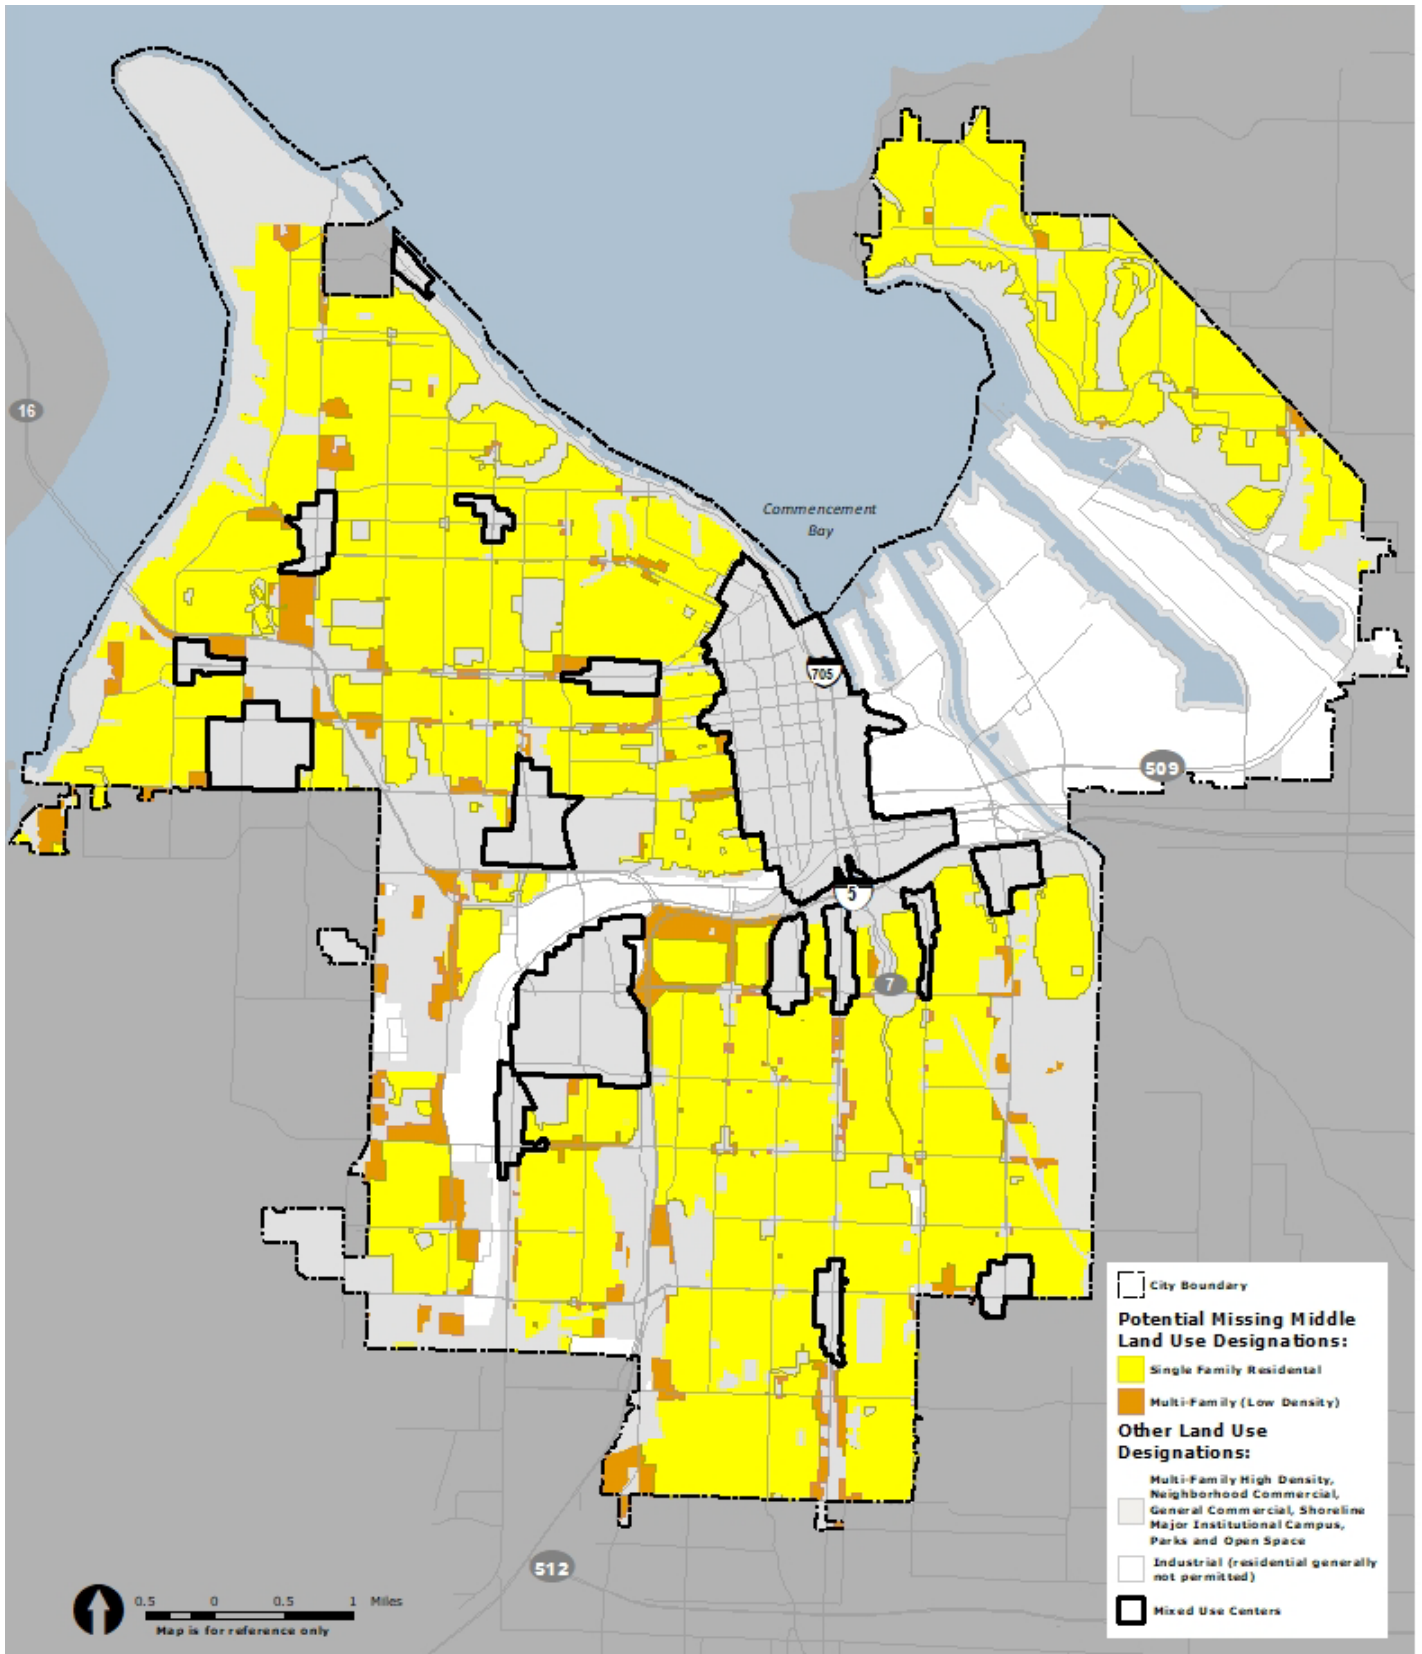 16
Commencement
Bay
705
509
5
7
City Boundary
Potential Missing Middle
Land Use Designations:
Single Family Residental
Multi-Family (Low Density)
Other Land Use
Designations:
Multi-Family High Density,
Neighborhood Commercial,
General Commercial, Shoreline
Major Institutional Campus,
Parks and Open Space
Industrial (residential generally
not permitted)
Mixed Use Centers
512
0.5 0 0.5 1 Miles
Map is for reference only